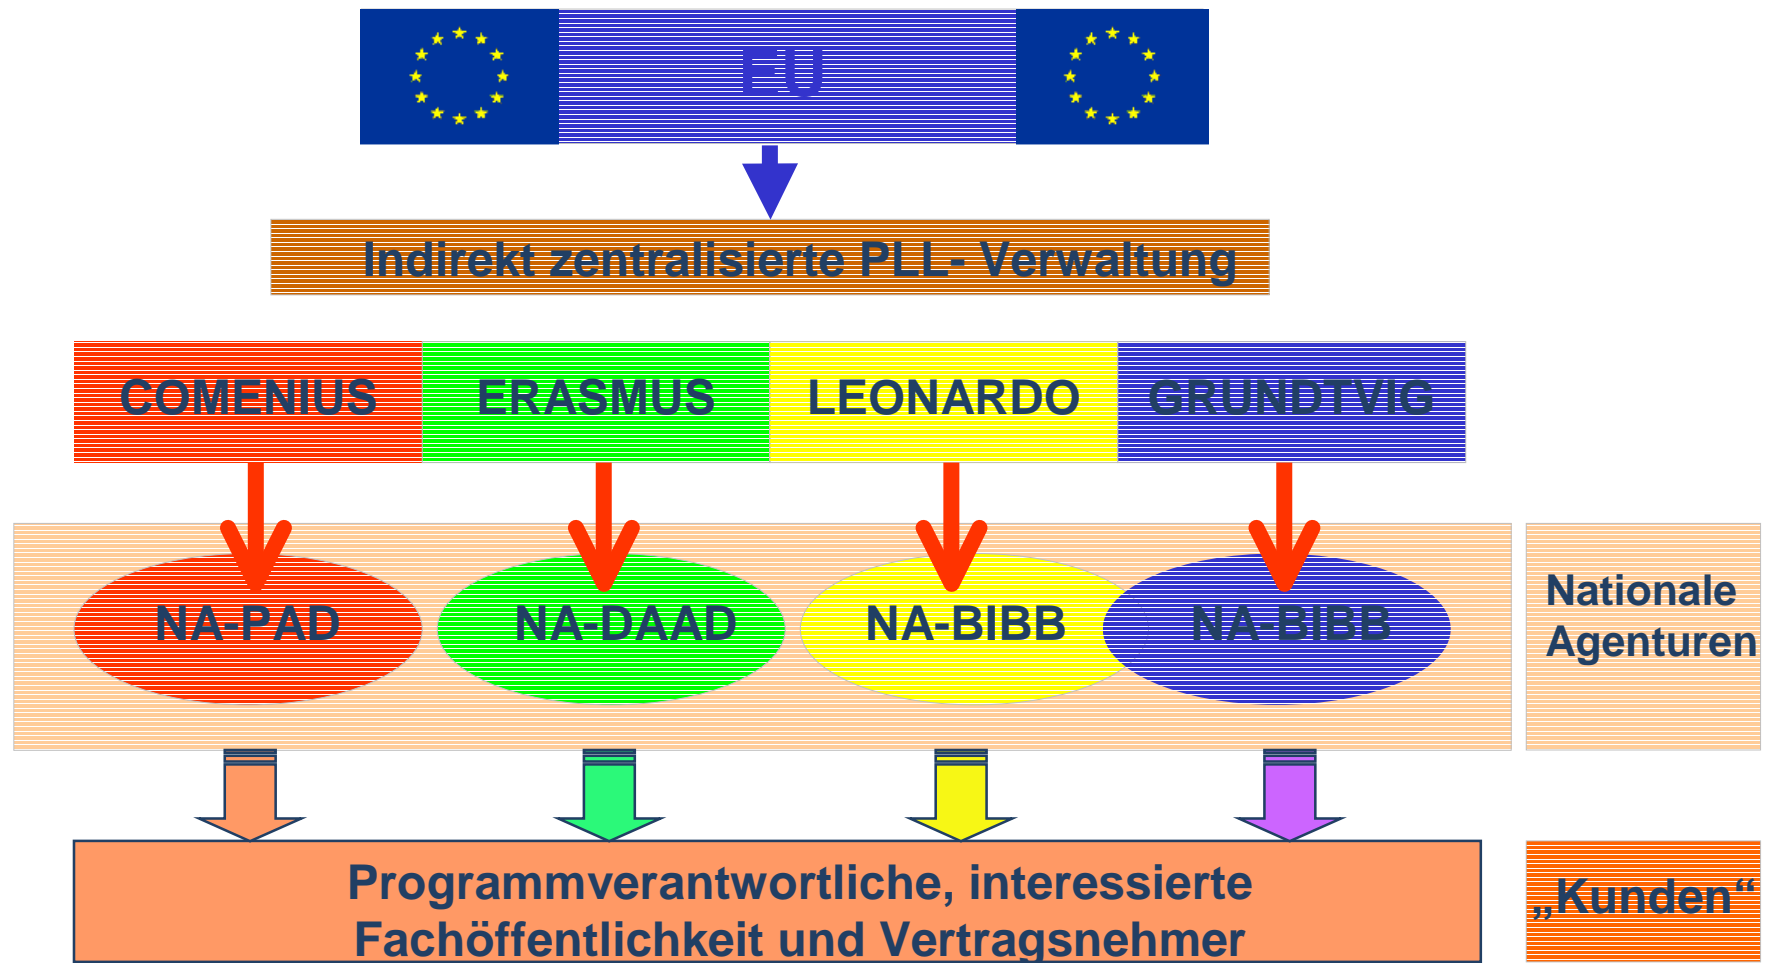 EU
Indirekt zentralisierte PLL- Verwaltung
COMENIUS
ERASMUS
LEONARDO
GRUNDTVIG
NA-PAD
NA-DAAD
NA-BIBB
NA-BIBB
Nationale
Agenturen
Programmverantwortliche, interessierte
Fachöffentlichkeit und Vertragsnehmer
„Kunden“